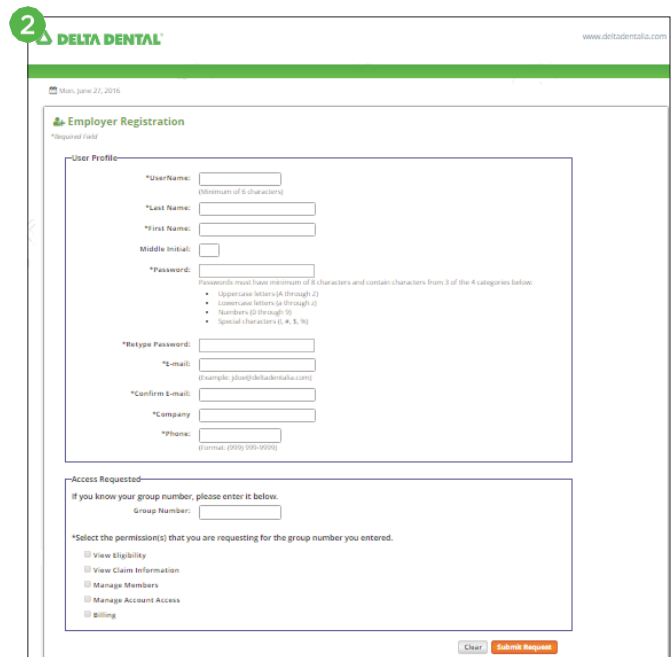 2
DELTA DENTAL
www.deltadentalia.com
Mon. June 27, 2016
Employer Registration
*Required Field
User Profile
*UserName:
(Minimum of 6 characters)
*Last Name:
*First Name:
Middle Initial:
*Password:
Passwords must have minimum of 8 characters and contain characters from 3 of the 4 categories below:
• Uppercase letters (A through Z)
• Lowercase letters (a through z)
• Numbers (0 through 9)
• Special characters (!, #, $, %)
*Retype Password:
*E-mail:
(Example: jdoe@deltadentalia.com)
*Confirm E-mail:
*Company
*Phone:
(Format: (999) 999-9999)
Access Requested
If you know your group number, please enter it below.
Group Number:
*Select the permission(s) that you are requesting for the group number you entered.
View Eligibility
View Claim Information
Manage Members
Manage Account Access
Billing
Clear Submit Request